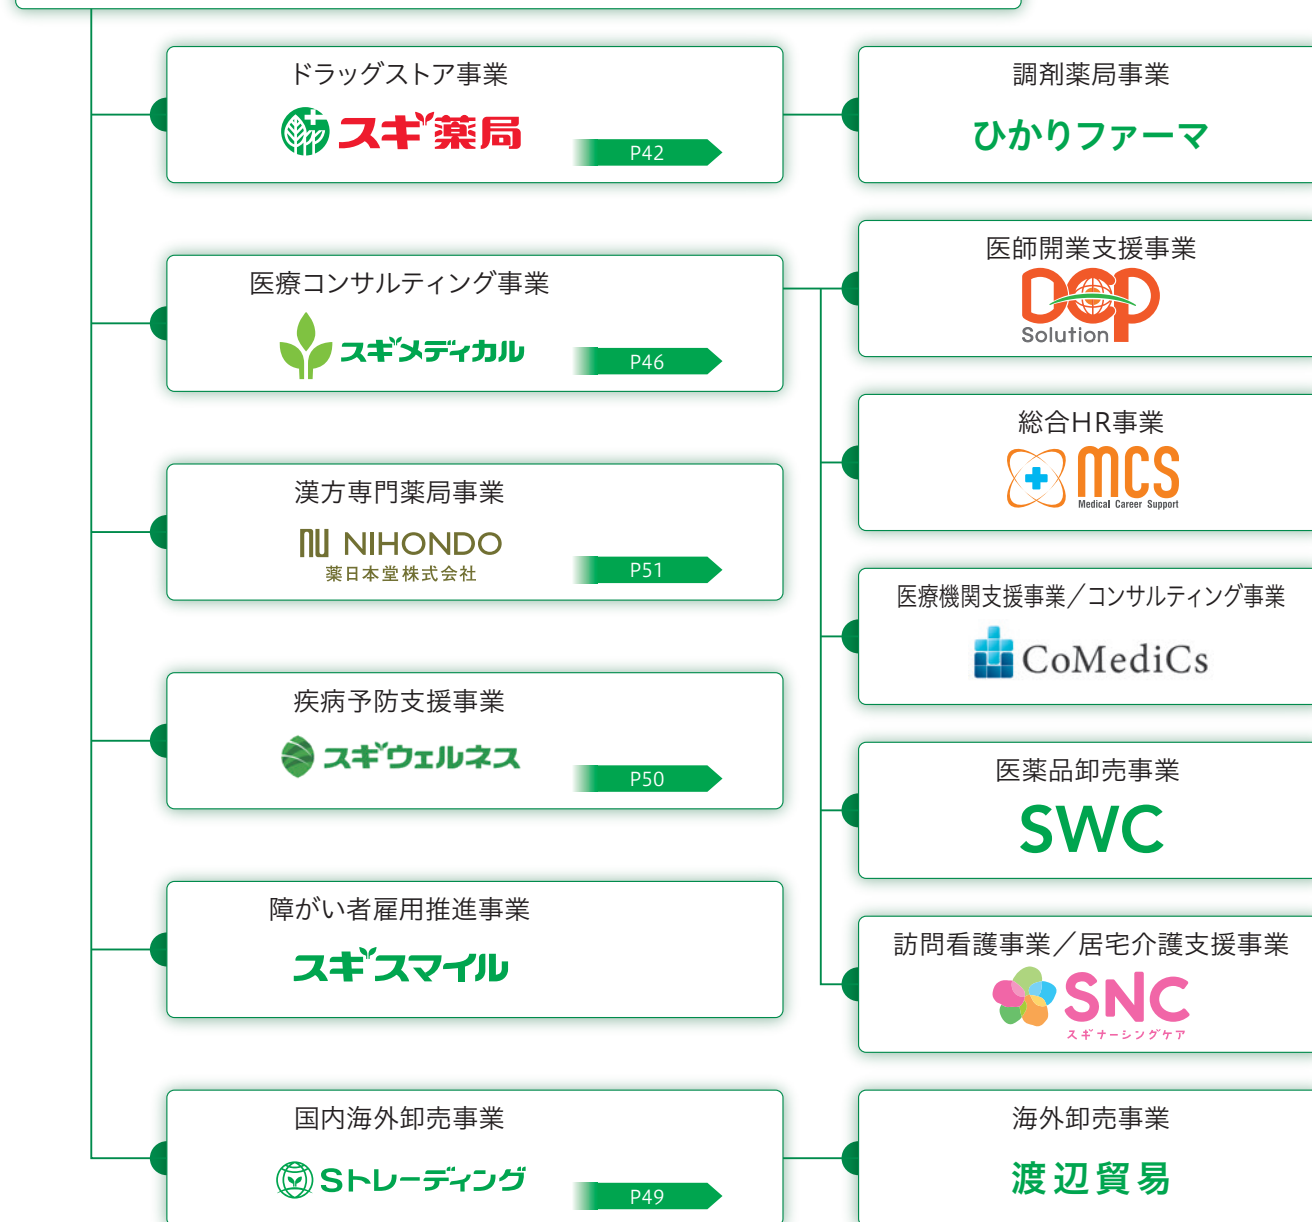 ドラッグストア事業
スギ薬局
P42
調剤薬局事業
ひかりファーマ
医療コンサルティング事業
スギメディカル
P46
医師開業支援事業
DOP
Solution
総合HR事業
MCS
Medical Career Support
医療機関支援事業／コンサルティング事業
CoMediCs
医薬品卸売事業
SWC
訪問看護事業／居宅介護支援事業
SNC
スギナーシングケア
漢方専門薬局事業
NIHONDO
薬日本堂株式会社
P51
疾病予防支援事業
スギウェルネス
P50
障がい者雇用推進事業
スギスマイル
国内海外卸売事業
Sトレーディング
P49
海外卸売事業
渡辺貿易